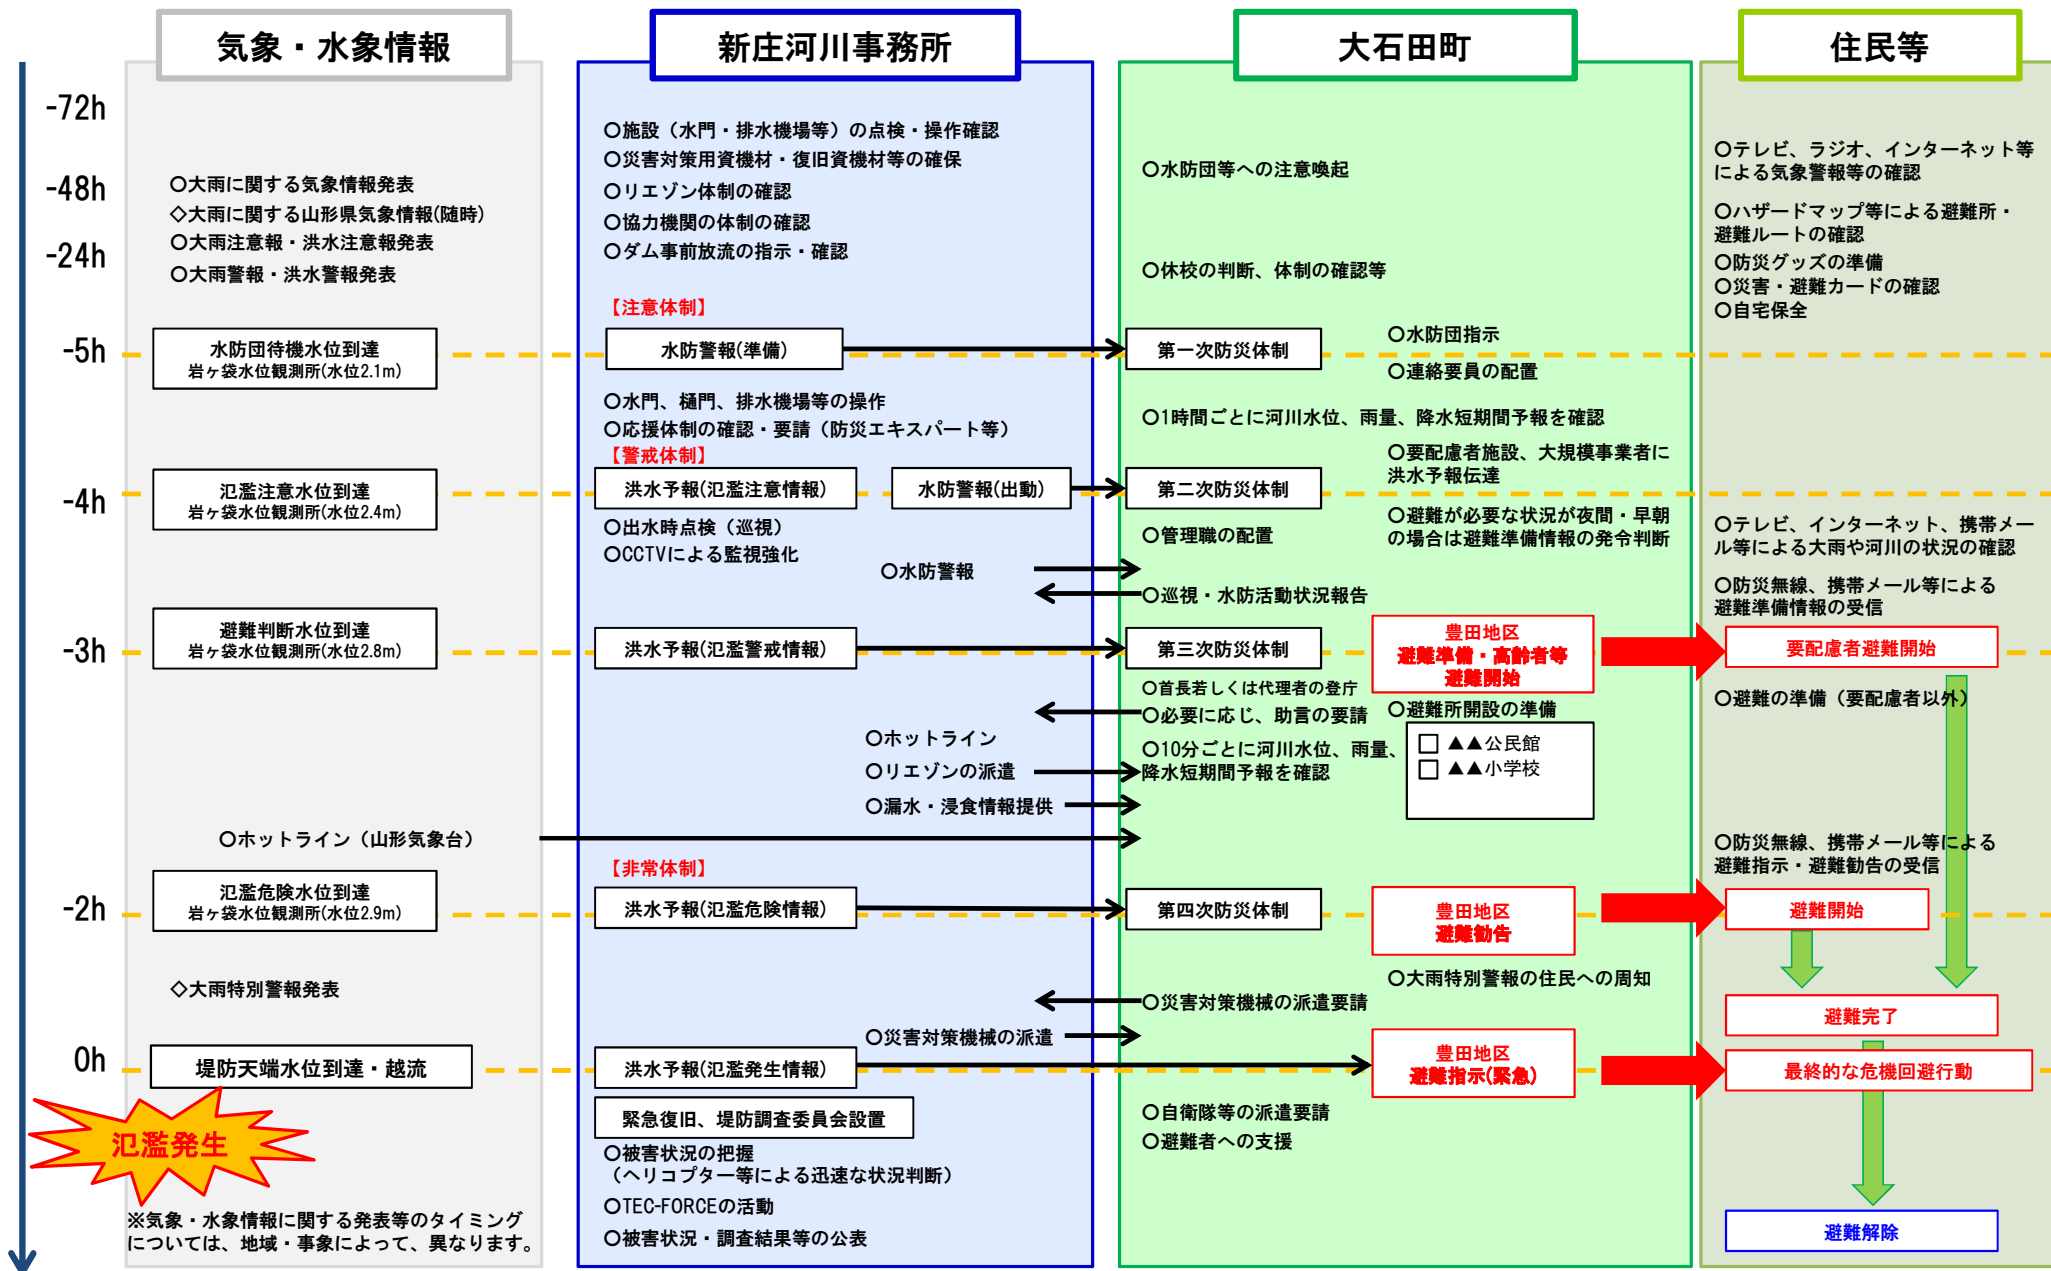 気象・水象情報
新庄河川事務所
大石田町
住民等
-72h
-48h
-24h
-5h
-4h
-3h
-2h
0h
○大雨に関する気象情報発表
◇大雨に関する山形県気象情報(随時)
○大雨注意報・洪水注意報発表
○大雨警報・洪水警報発表
水防団待機水位到達
岩ヶ袋水位観測所(水位2.1m)
氾濫注意水位到達
岩ヶ袋水位観測所(水位2.4m)
避難判断水位到達
岩ヶ袋水位観測所(水位2.8m)
○ホットライン（山形気象台）
氾濫危険水位到達
岩ヶ袋水位観測所(水位2.9m)
◇大雨特別警報発表
堤防天端水位到達・越流
氾濫発生
※気象・水象情報に関する発表等のタイミング
については、地域・事象によって、異なります。
○施設（水門・排水機場等）の点検・操作確認
○災害対策用資機材・復旧資機材等の確保
○リエゾン体制の確認
○協力機関の体制の確認
○ダム事前放流の指示・確認
【注意体制】
水防警報(準備)
○水門、樋門、排水機場等の操作
○応援体制の確認・要請（防災エキスパート等）
【警戒体制】
洪水予報(氾濫注意情報)
水防警報(出動)
○出水時点検（巡視）
○CCTVによる監視強化
○水防警報
洪水予報(氾濫警戒情報)
○ホットライン
○リエゾンの派遣
○漏水・浸食情報提供
【非常体制】
洪水予報(氾濫危険情報)
○災害対策機械の派遣
洪水予報(氾濫発生情報)
緊急復旧、堤防調査委員会設置
○被害状況の把握
（ヘリコプター等による迅速な状況判断）
○TEC-FORCEの活動
○被害状況・調査結果等の公表
○水防団等への注意喚起
○休校の判断、体制の確認等
第一次防災体制
○水防団指示
○連絡要員の配置
○1時間ごとに河川水位、雨量、降水短期間予報を確認
○要配慮者施設、大規模事業者に
洪水予報伝達
第二次防災体制
○管理職の配置
○避難が必要な状況が夜間・早朝
の場合は避難準備情報の発令判断
○巡視・水防活動状況報告
第三次防災体制
豊田地区
避難準備・高齢者等
避難開始
○首長若しくは代理者の登庁
○必要に応じ、助言の要請
○避難所開設の準備
○10分ごとに河川水位、雨量、
降水短期間予報を確認
□ ▲▲公民館
□ ▲▲小学校
第四次防災体制
豊田地区
避難勧告
○大雨特別警報の住民への周知
○災害対策機械の派遣要請
豊田地区
避難指示(緊急)
○自衛隊等の派遣要請
○避難者への支援
○テレビ、ラジオ、インターネット等
による気象警報等の確認
○ハザードマップ等による避難所・
避難ルートの確認
○防災グッズの準備
○災害・避難カードの確認
○自宅保全
○テレビ、インターネット、携帯メー
ル等による大雨や河川の状況の確認
○防災無線、携帯メール等による
避難準備情報の受信
要配慮者避難開始
○避難の準備（要配慮者以外）
○防災無線、携帯メール等による
避難指示・避難勧告の受信
避難開始
避難完了
最終的な危機回避行動
避難解除